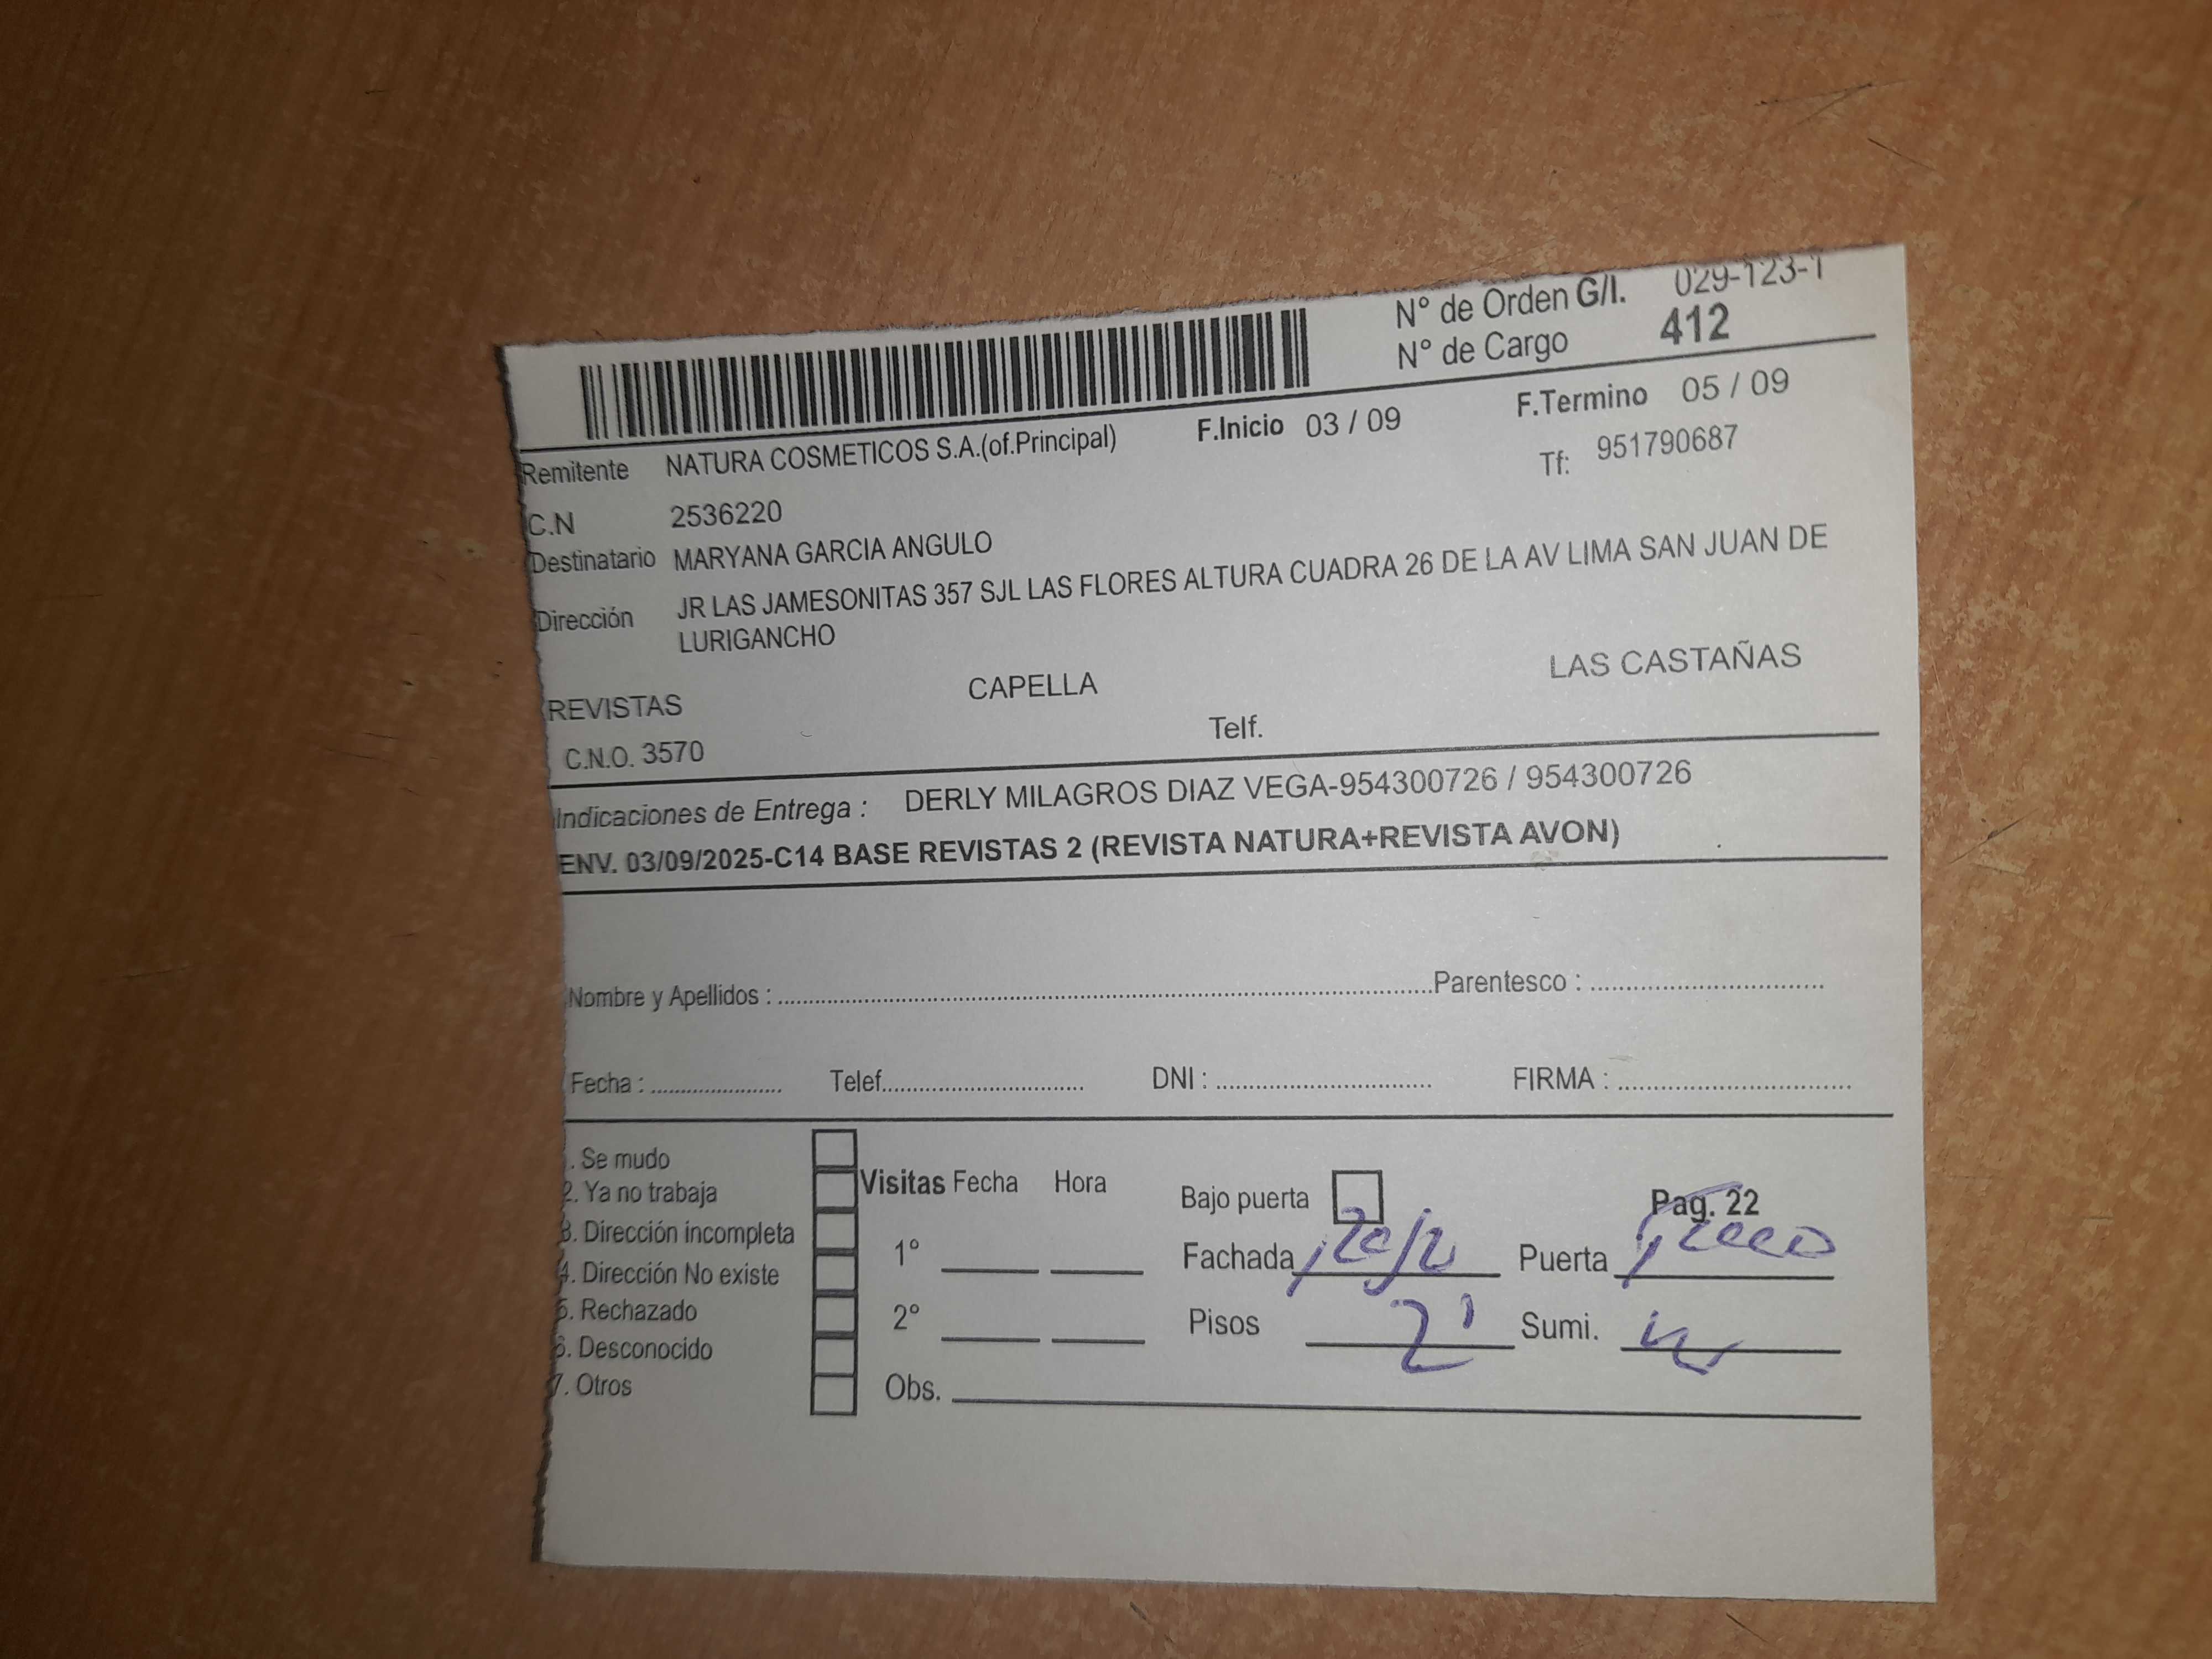 Nº de Orden G/I. 029-123-1
Nº de Cargo 412
Remitente NATURA COSMETICOS S.A.(of.Principal) F.Inicio 03 / 09 F.Termino 05 / 09
Tf: 951790687
C.N 2536220
Destinatario MARYANA GARCIA ANGULO
Dirección JR LAS JAMESONITAS 357 SJL LAS FLORES ALTURA CUADRA 26 DE LA AV LIMA SAN JUAN DE
LURIGANCHO
REVISTAS CAPELLA LAS CASTAÑAS
C.N.O. 3570 Telf.
Indicaciones de Entrega : DERLY MILAGROS DIAZ VEGA-954300726 / 954300726
ENV. 03/09/2025-C14 BASE REVISTAS 2 (REVISTA NATURA+REVISTA AVON)
Nombre y Apellidos : Parentesco :
Fecha : Telef. DNI : FIRMA :
. Se mudo
2. Ya no trabaja
3. Dirección incompleta
4. Dirección No existe
5. Rechazado
6. Desconocido
7. Otros
Visitas Fecha Hora
1º
2º
Obs.
Bajo puerta Pag. 22
Fachada Puerta
Pisos 2 Sumi.